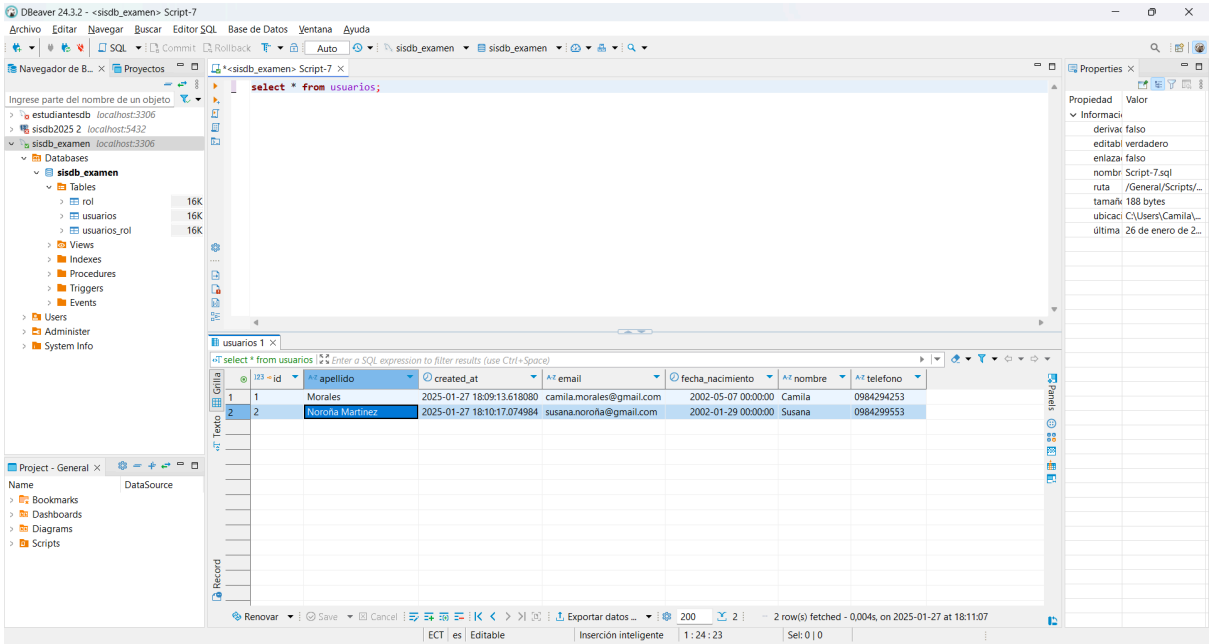 DBeaver 24.3.2 - <sisdb_examen> Script-7
Archivo Editar Navegar Buscar Editor SQL Base de Datos Ventana Ayuda
SQL Commit Rollback Auto sisdb_examen sisdb_examen
Navegador de B... Proyectos
Ingrese parte del nombre de un objeto
estudiantesdb localhost:3306
sisdb2025 2 localhost:5432
sisdb_examen localhost:3306
Databases
sisdb_examen
Tables
rol 16K
usuarios 16K
usuarios_rol 16K
Views
Indexes
Procedures
Triggers
Events
Users
Administer
System Info
Project - General
Name DataSource
Bookmarks
Dashboards
Diagrams
Scripts
*<sisdb_examen> Script-7
select * from usuarios;
usuarios 1
select * from usuarios Enter a SQL expression to filter results (use Ctrl+Space)
Grilla
Texto
Record
123 id A-Z apellido created_at A-Z email fecha_nacimiento A-Z nombre A-Z telefono
1 1 Morales 2025-01-27 18:09:13.618080 camila.morales@gmail.com 2002-05-07 00:00:00 Camila 0984294253
2 2 Noroña Martinez 2025-01-27 18:10:17.074984 susana.noroña@gmail.com 2002-01-29 00:00:00 Susana 0984299553
Panels
Renovar Save Cancel Exportar datos ... 200 2 2 row(s) fetched - 0,004s, on 2025-01-27 at 18:11:07
ECT es Editable Inserción inteligente 1 : 24 : 23 Sel: 0 | 0
Properties
Propiedad Valor
Informaci
derivad falso
editabl verdadero
enlaza falso
nombr Script-7.sql
ruta /General/Scripts/...
tamaño 188 bytes
ubicaci C:\Users\Camila\...
última 26 de enero de 2...